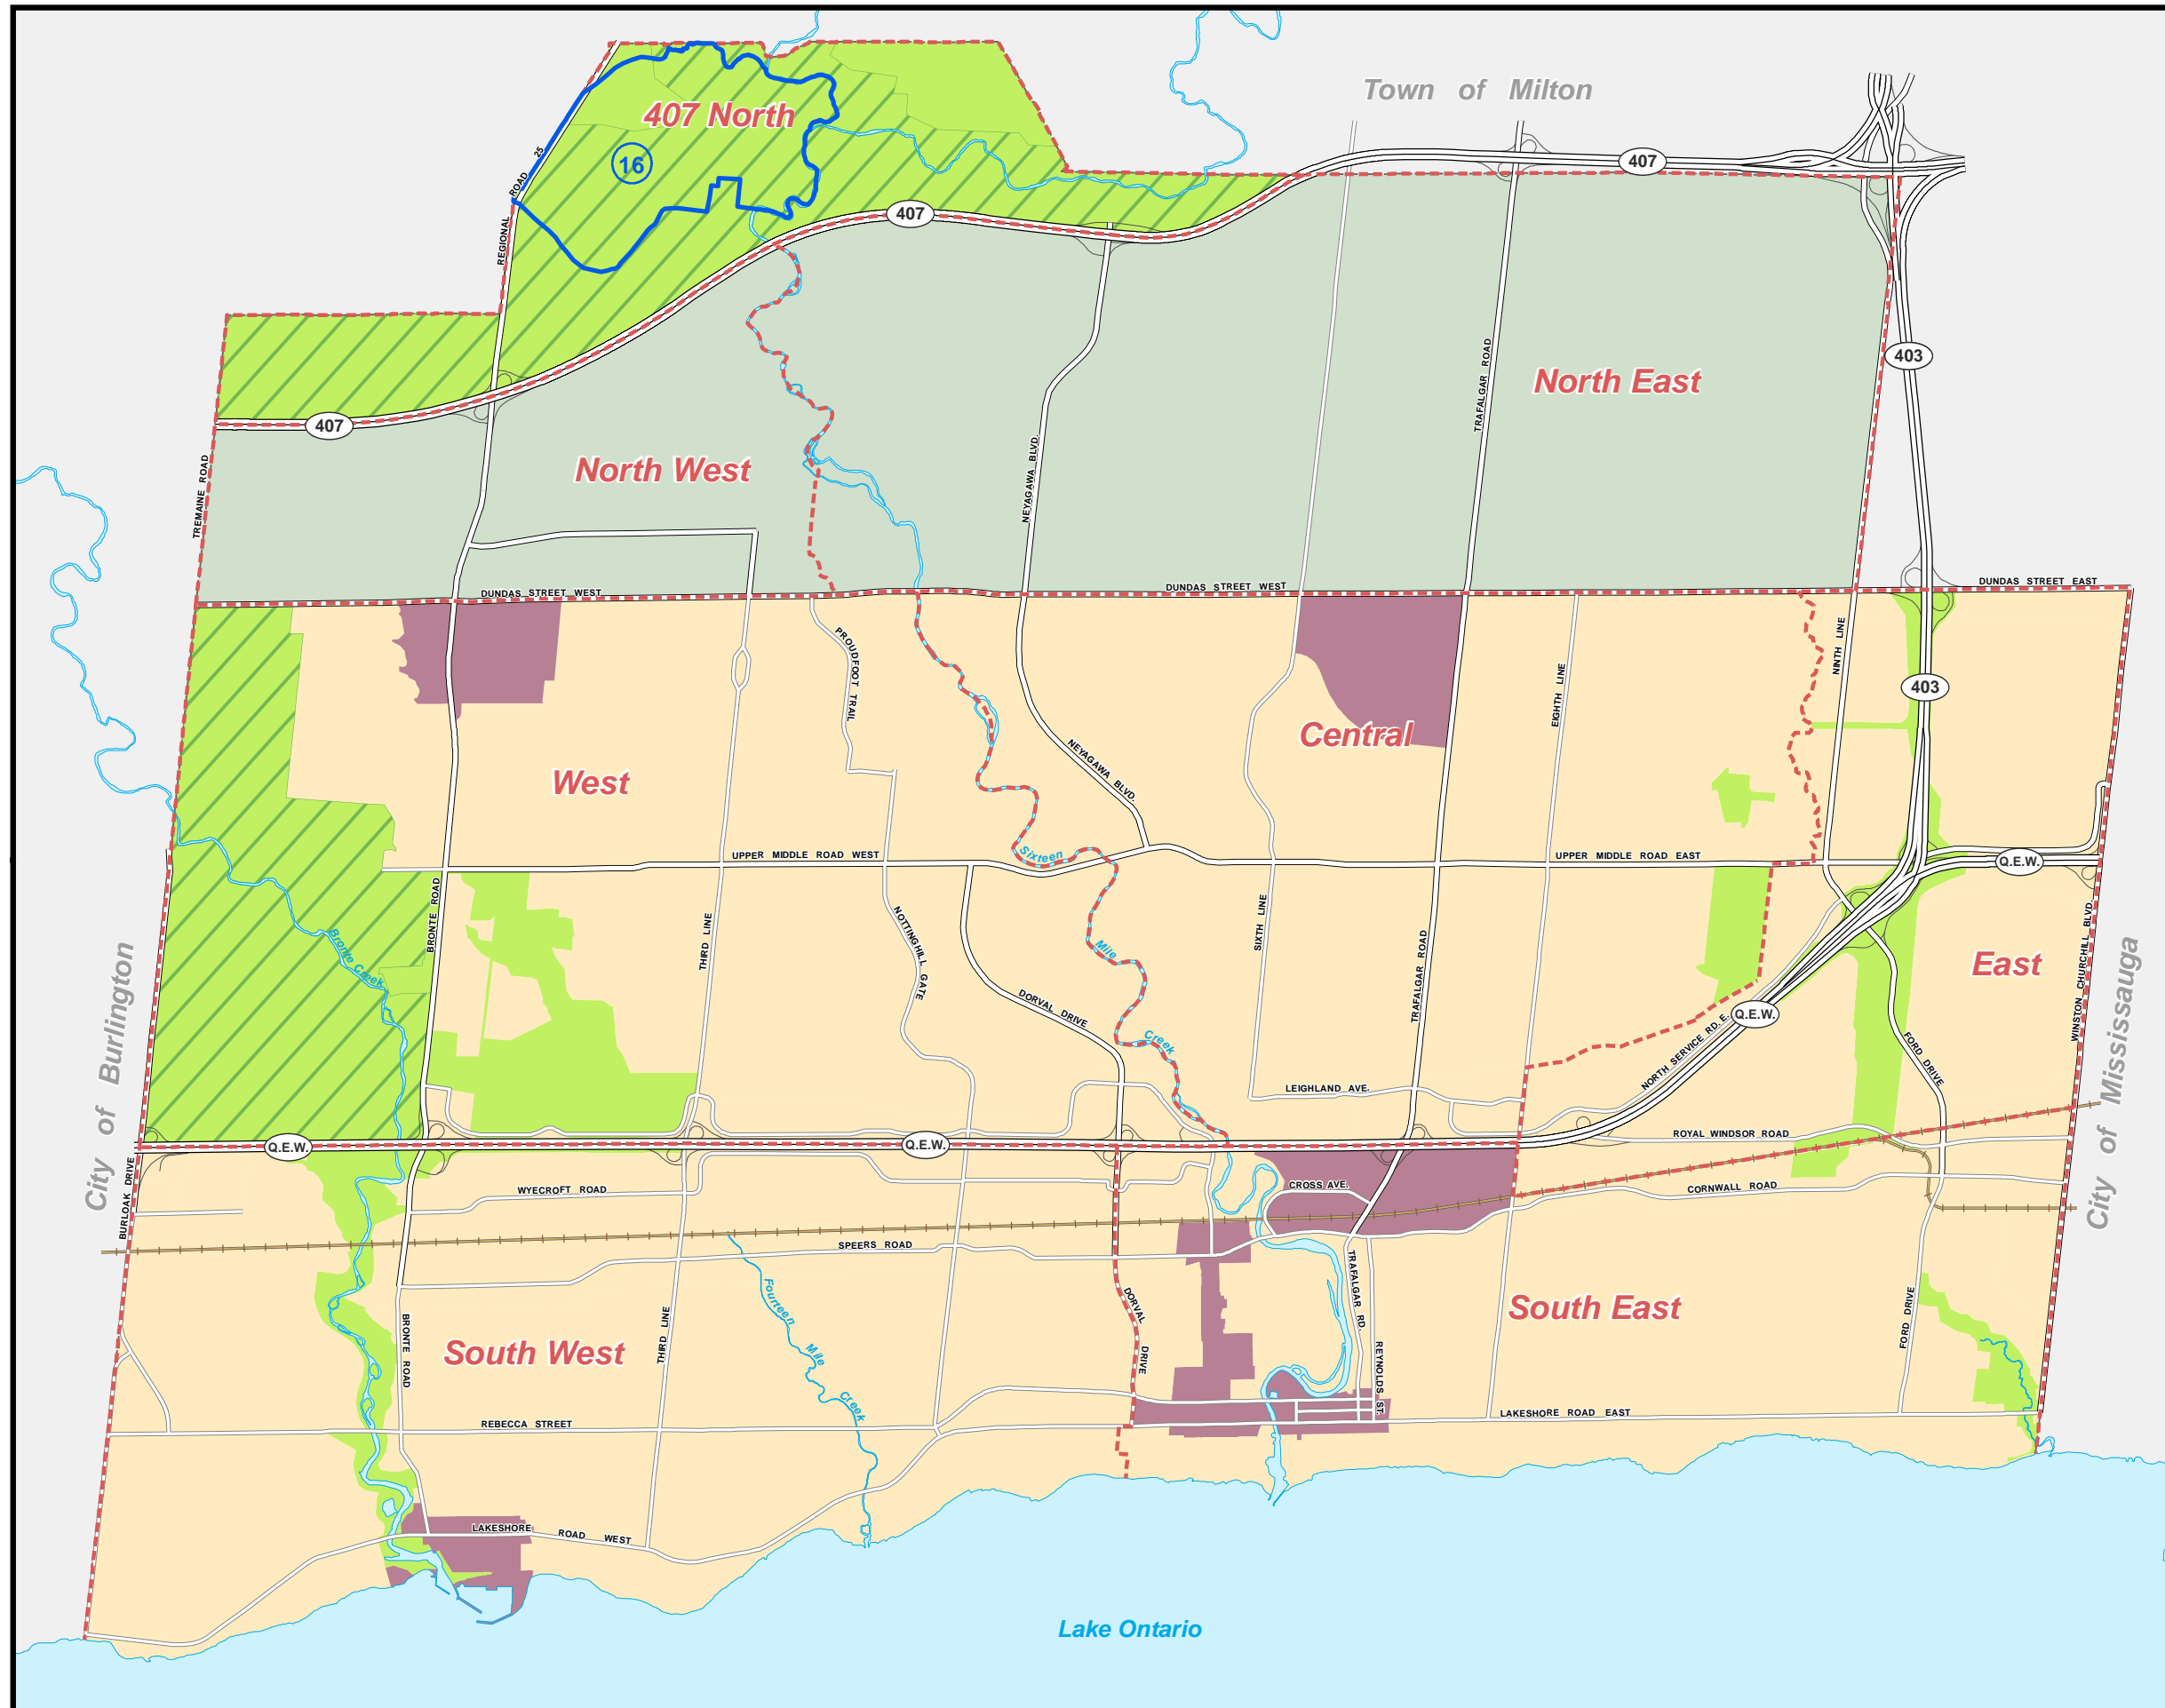 Town of Milton
407 North
16
REGIONAL ROAD 25
407
407
407
403
North East
North West
TREMAINE ROAD
NEYAGAWA BLVD.
TRAFALGAR ROAD
DUNDAS STREET WEST
DUNDAS STREET WEST
DUNDAS STREET EAST
PROUDFOOT TRAIL
EIGHTH LINE
NINTH LINE
403
West
Central
NEYAGAWA BLVD.
Sixteen
Mile
Creek
UPPER MIDDLE ROAD WEST
UPPER MIDDLE ROAD EAST
Q.E.W.
BRONTE ROAD
Bronte Creek
THIRD LINE
NOTTINGHILL GATE
DORVAL DRIVE
SIXTH LINE
TRAFALGAR ROAD
East
WINSTON CHURCHILL BLVD.
City of Burlington
City of Mississauga
Q.E.W.
NORTH SERVICE RD. E.
FORD DRIVE
LEIGHLAND AVE.
Q.E.W.
Q.E.W.
ROYAL WINDSOR ROAD
BURLOAK DRIVE
WYECROFT ROAD
CROSS AVE.
CORNWALL ROAD
SPEERS ROAD
Fourteen
Mile
Creek
THIRD LINE
BRONTE ROAD
DORVAL DRIVE
TRAFALGAR RD.
REYNOLDS ST.
FORD DRIVE
South West
South East
REBECCA STREET
LAKESHORE ROAD EAST
LAKESHORE ROAD WEST
Lake Ontario